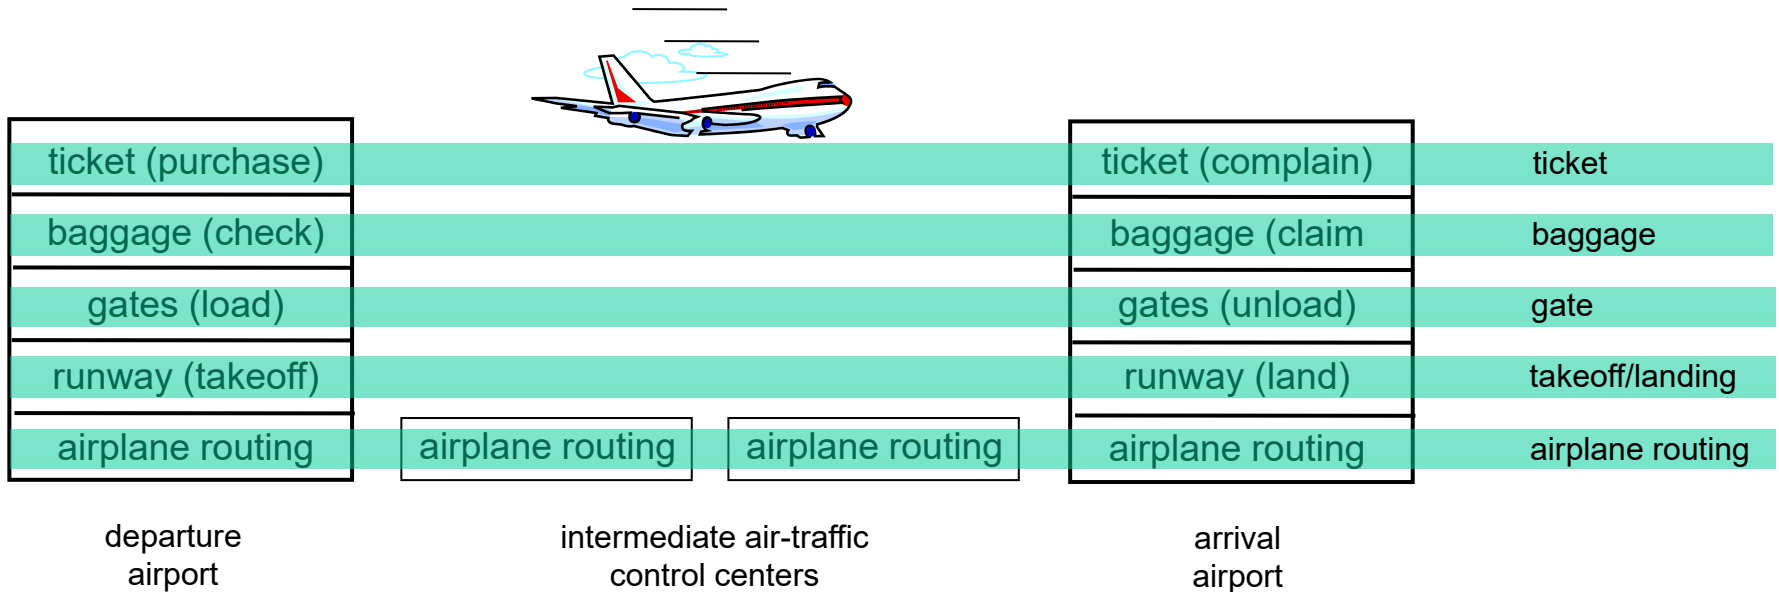 ticket (purchase)
ticket (complain)
ticket
baggage (check)
baggage (claim
baggage
gates (load)
gates (unload)
gate
runway (takeoff)
runway (land)
takeoff/landing
airplane routing
airplane routing
airplane routing
airplane routing
airplane routing
departure
airport
intermediate air-traffic
control centers
arrival
airport